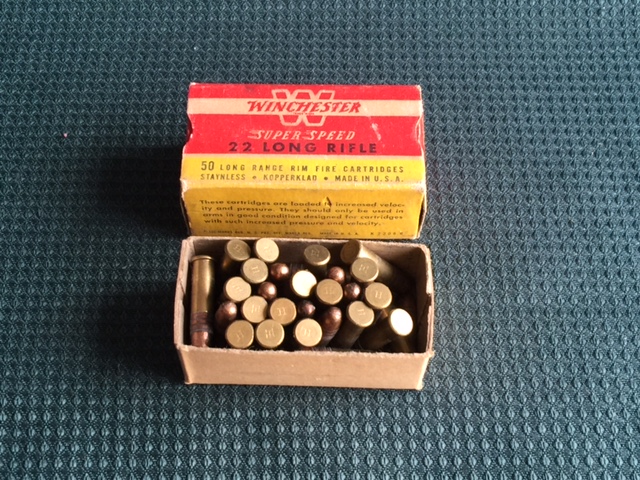 W
WINCHESTER
SUPER SPEED
22 LONG RIFLE
50 LONG RANGE RIM FIRE CARTRIDGES
STAYNLESS • KOPPERKLAD • MADE IN U.S.A.
These cartridges are loaded to increased veloc-
ity and pressure. They should only be used in
arms in good condition designed for cartridges
with such increased pressure and velocity.